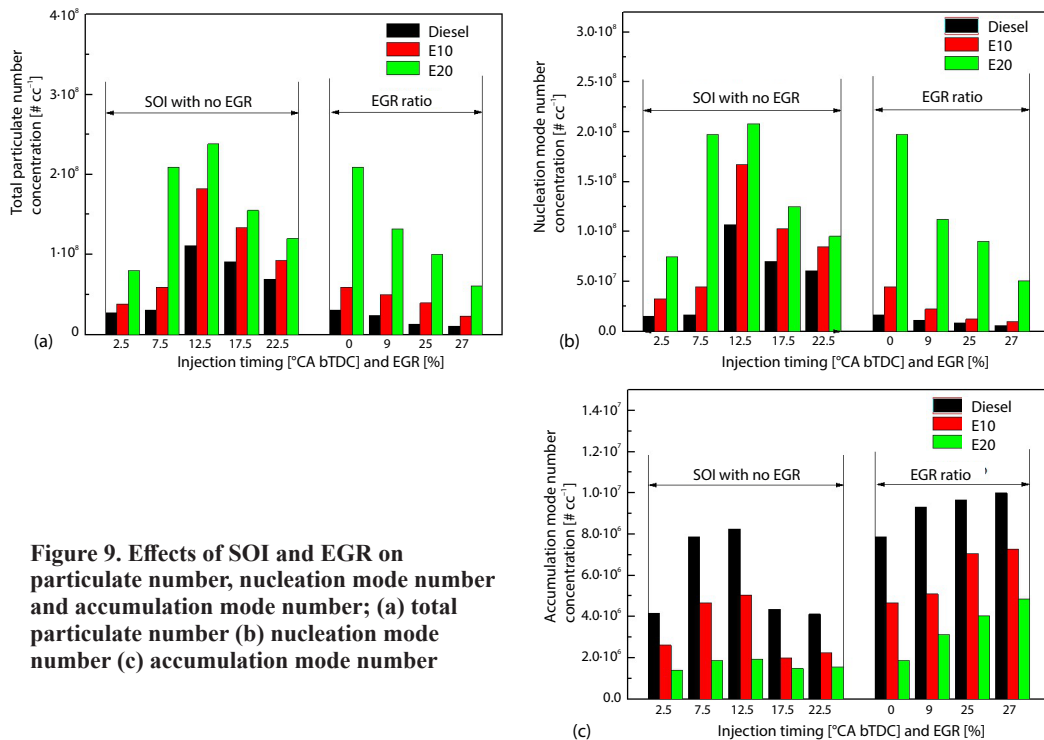 Total particulate number
concentration [# cc⁻¹]
4·10⁸
3·10⁸
2·10⁸
1·10⁸
0
Diesel
E10
E20
SOI with no EGR
EGR ratio
2.5 7.5 12.5 17.5 22.5 0 9 25 27
(a)
Injection timing [°CA bTDC] and EGR [%]
Nucleation mode number
concentration [# cc⁻¹]
3.0·10⁸
2.5·10⁸
2.0·10⁸
1.5·10⁸
1.0·10⁸
5.0·10⁷
0.0
Diesel
E10
E20
SOI with no EGR
EGR ratio
2.5 7.5 12.5 17.5 22.5 0 9 25 27
(b)
Injection timing [°CA bTDC] and EGR [%]
Accumulation mode number
concentration [# cc⁻¹]
1.4·10⁷
1.2·10⁷
1.0·10⁷
8.0·10⁶
6.0·10⁶
4.0·10⁶
2.0·10⁶
0.0
Diesel
E10
E20
SOI with no EGR
EGR ratio
2.5 7.5 12.5 17.5 22.5 0 9 25 27
(c)
Injection timing [°CA bTDC] and EGR [%]
Figure 9. Effects of SOI and EGR on
particulate number, nucleation mode number
and accumulation mode number; (a) total
particulate number (b) nucleation mode
number (c) accumulation mode number